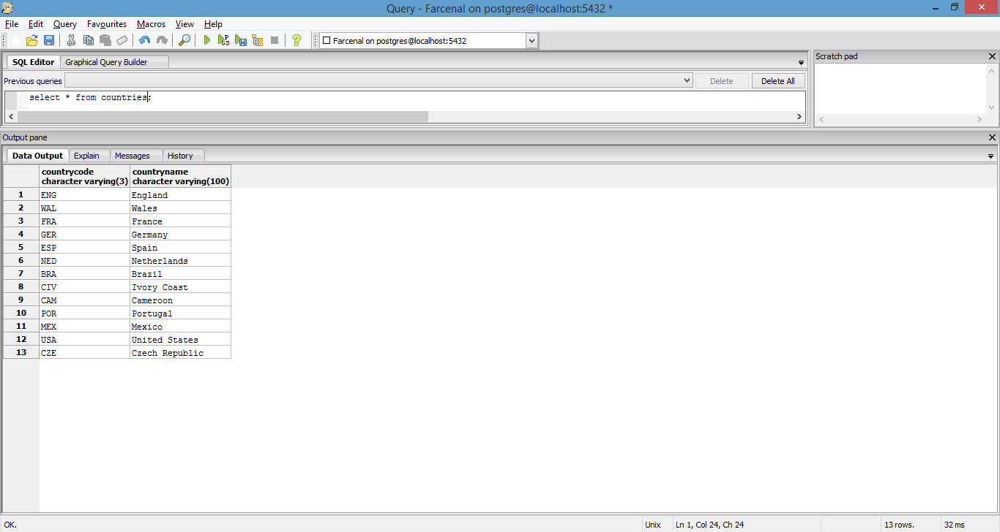 Query - Farcenal on postgres@localhost:5432 *
File Edit Query Favourites Macros View Help
Farcenal on postgres@localhost:5432
SQL Editor Graphical Query Builder
Scratch pad
Previous queries Delete Delete All
select * from countries;
Output pane
Data Output Explain Messages History
countrycode countryname
character varying(3) character varying(100)
1 ENG England
2 WAL Wales
3 FRA France
4 GER Germany
5 ESP Spain
6 NED Netherlands
7 BRA Brazil
8 CIV Ivory Coast
9 CAM Cameroon
10 POR Portugal
11 MEX Mexico
12 USA United States
13 CZE Czech Republic
OK. Unix Ln 1, Col 24, Ch 24 13 rows. 32 ms